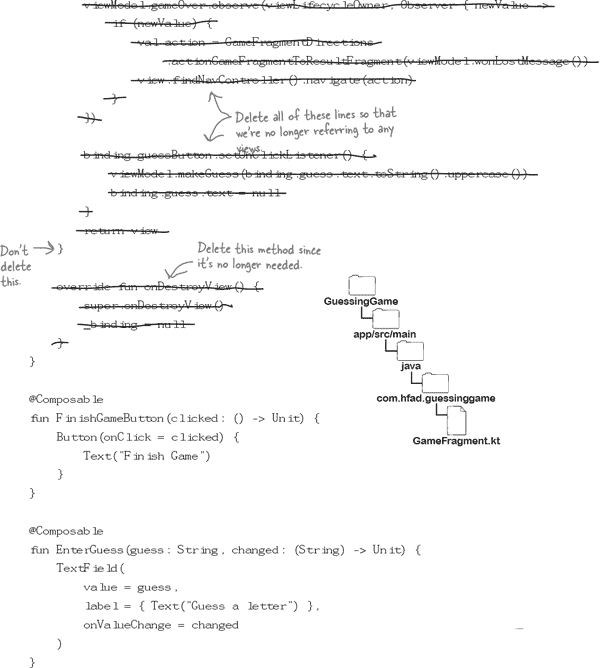 viewModel.gameOver.observe(viewLifecycleOwner, Observer { newValue ->
if (newValue) {
val action = GameFragmentDirections
.actionGameFragmentToResultFragment(viewModel.wonLostMessage())
view.findNavController().navigate(action)
}
})
Delete all of these lines so that
we're no longer referring to any
views.
binding.guessButton.setOnClickListener() {
viewModel.makeGuess(binding.guess.text.toString().uppercase())
binding.guess.text = null
}
return view
Don't
delete
this.
}
Delete this method since
it's no longer needed.
override fun onDestroyView() {
super.onDestroyView()
_binding = null
}
}
GuessingGame
app/src/main
java
com.hfad.guessinggame
GameFragment.kt
@Composable
fun FinishGameButton(clicked: () -> Unit) {
Button(onClick = clicked) {
Text("Finish Game")
}
}
@Composable
fun EnterGuess(guess: String, changed: (String) -> Unit) {
TextField(
value = guess,
label = { Text("Guess a letter") },
onValueChange = changed
)
}